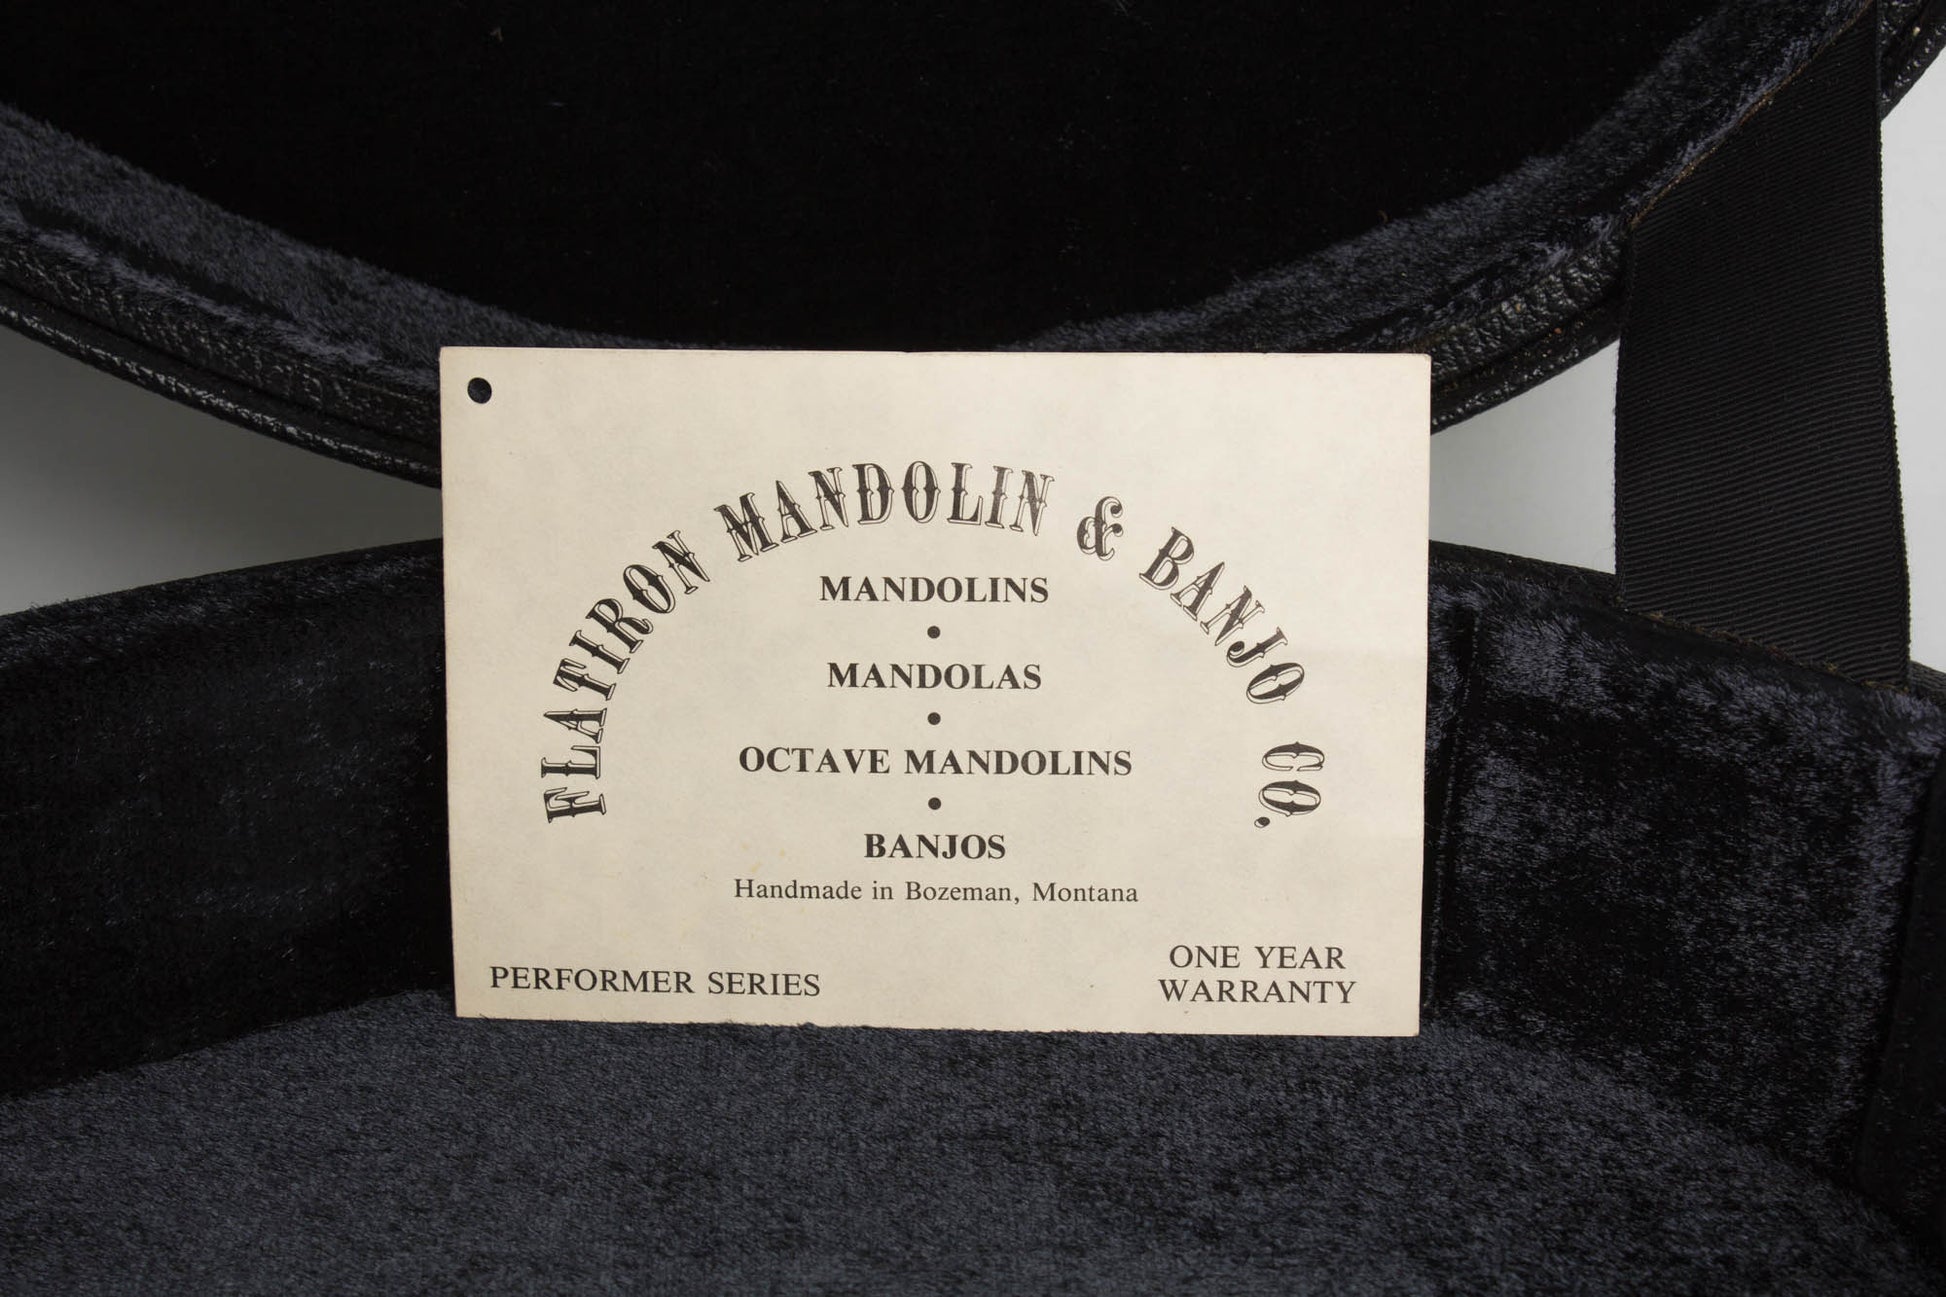 FLATIRON MANDOLIN & BANJO CO.
MANDOLINS
•
MANDOLAS
•
OCTAVE MANDOLINS
•
BANJOS
Handmade in Bozeman, Montana
PERFORMER SERIES
ONE YEAR
WARRANTY